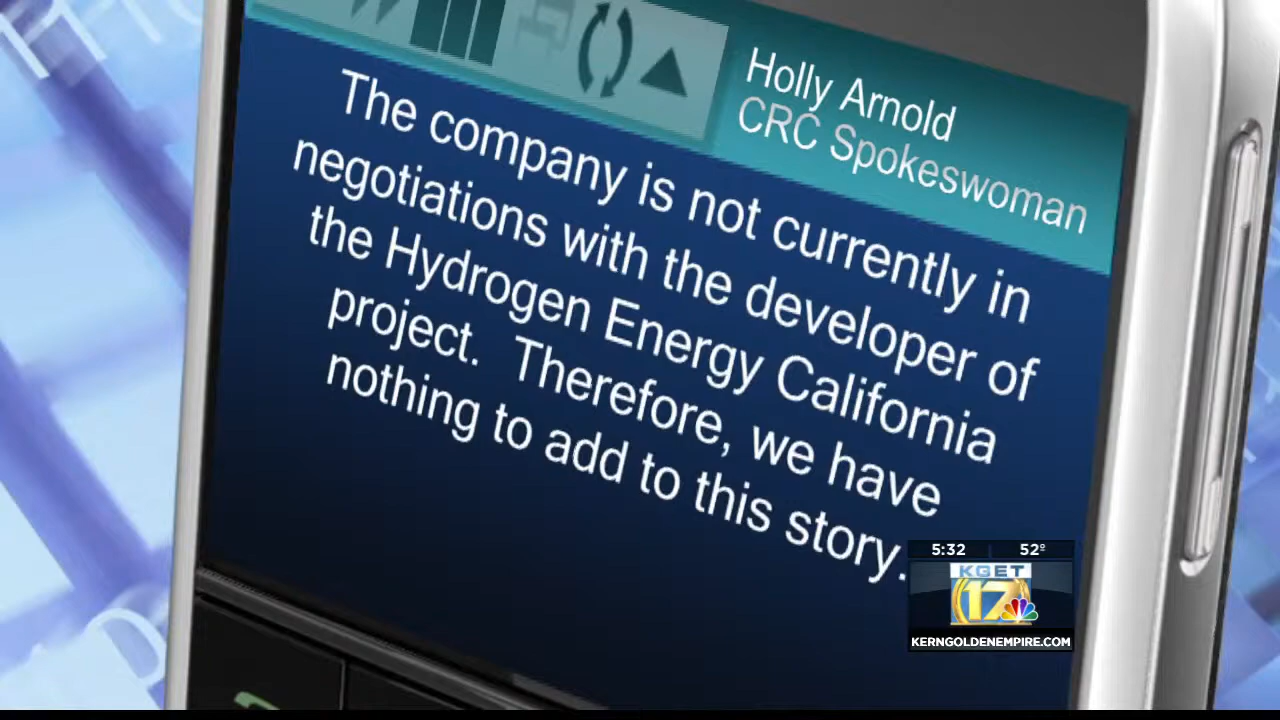 Holly Arnold
CRC Spokeswoman
The company is not currently in
negotiations with the developer of
the Hydrogen Energy California
project.  Therefore, we have
nothing to add to this story.
5:32 52º
KGET
17
KERNGOLDENEMPIRE.COM